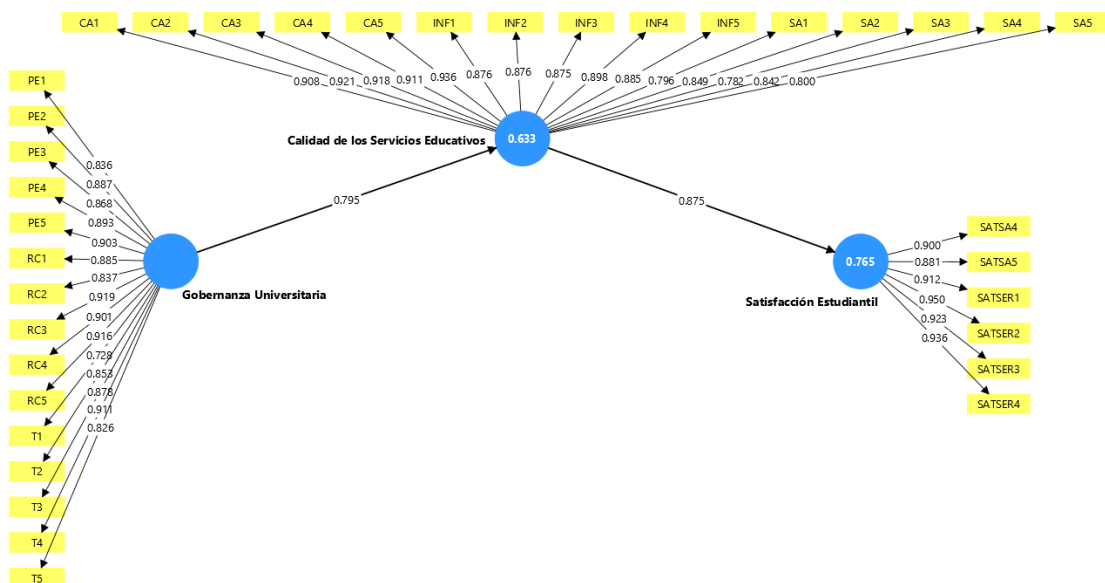 CA1 CA2 CA3 CA4 CA5 INF1 INF2 INF3 INF4 INF5 SA1 SA2 SA3 SA4 SA5
0.908 0.921 0.918 0.911 0.936 0.876 0.876 0.875 0.898 0.885 0.796 0.849 0.782 0.842 0.800
Calidad de los Servicios Educativos
0.633
PE1
PE2
PE3
PE4
PE5
RC1
RC2
RC3
RC4
RC5
T1
T2
T3
T4
T5
0.836
0.887
0.868
0.893
0.903
0.885
0.837
0.919
0.901
0.916
0.728
0.853
0.878
0.911
0.826
Gobernanza Universitaria
0.795
0.875
0.765
Satisfacción Estudiantil
0.900
0.881
0.912
0.950
0.923
0.936
SATSA4
SATSA5
SATSER1
SATSER2
SATSER3
SATSER4